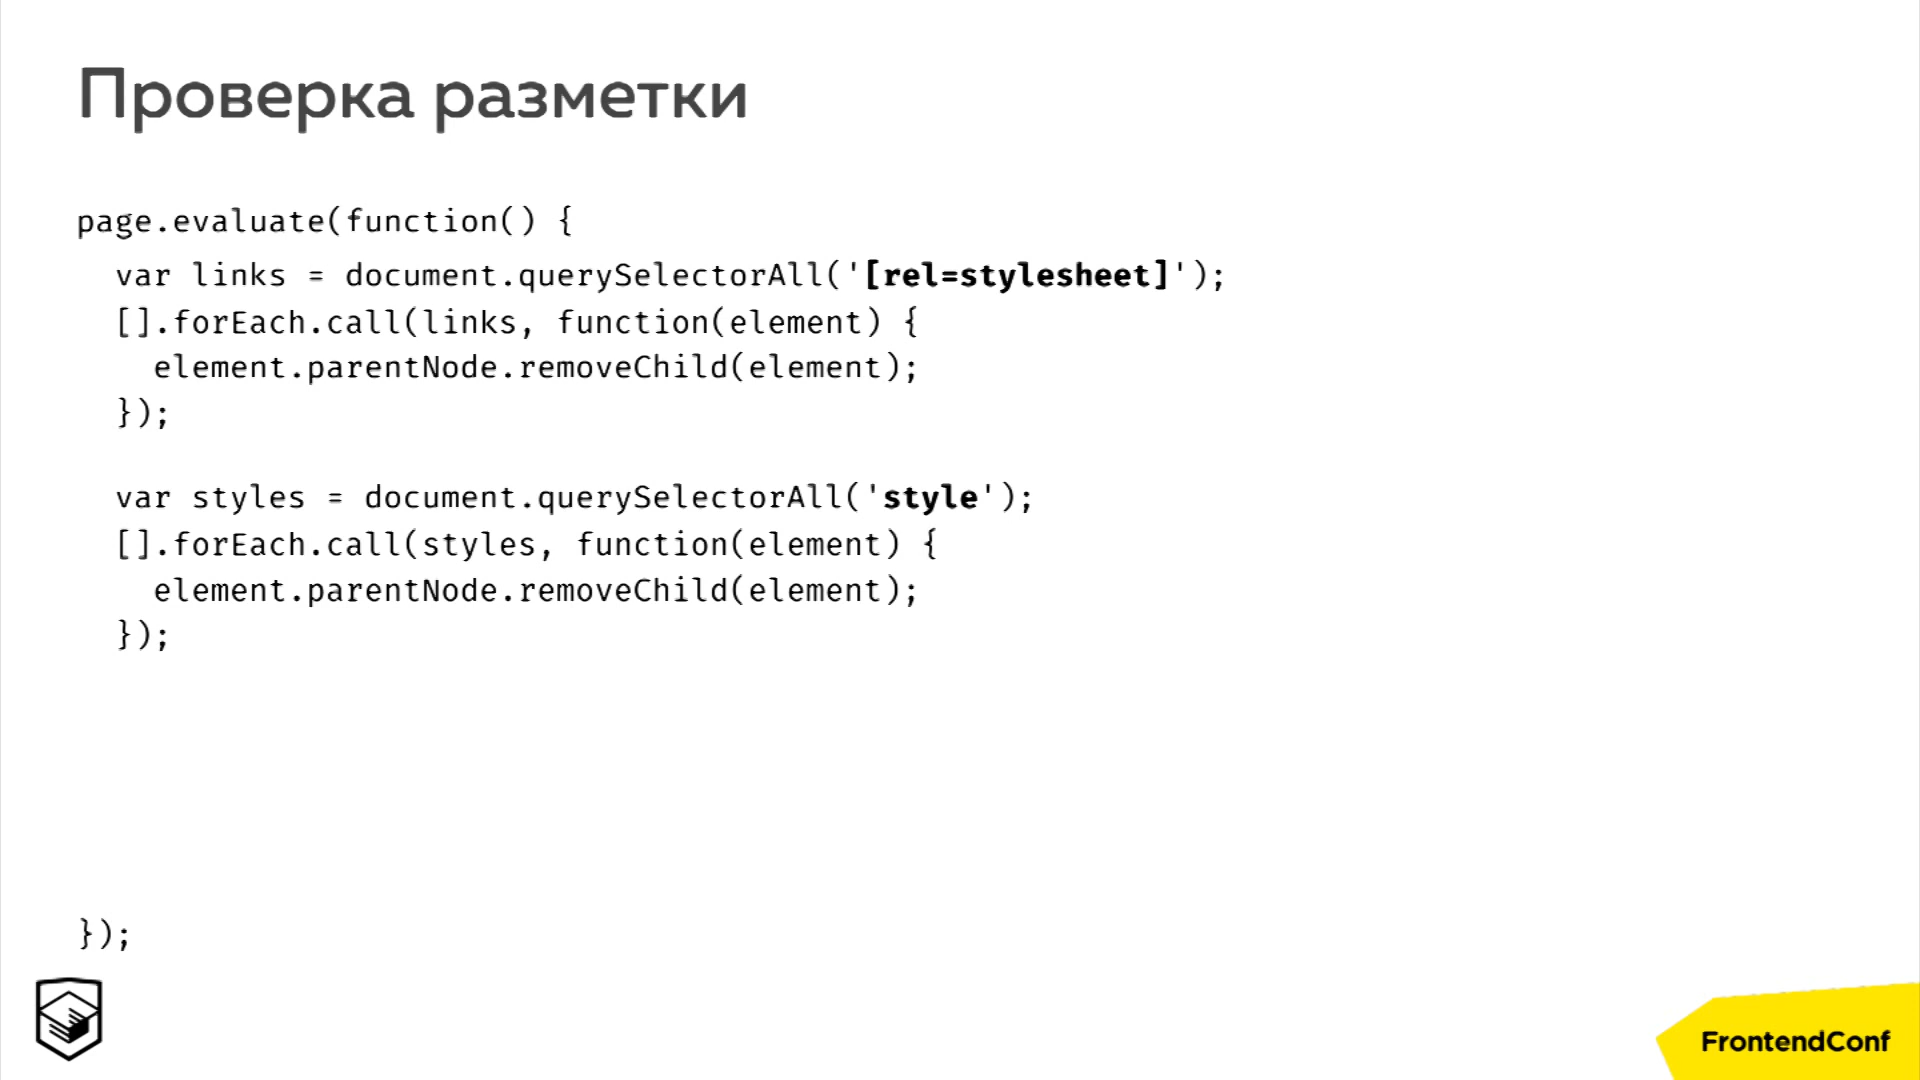 Проверка разметки
page.evaluate(function() {
  var links = document.querySelectorAll('[rel=stylesheet]');
  [].forEach.call(links, function(element) {
    element.parentNode.removeChild(element);
  });
  var styles = document.querySelectorAll('style');
  [].forEach.call(styles, function(element) {
    element.parentNode.removeChild(element);
  });
});
FrontendConf